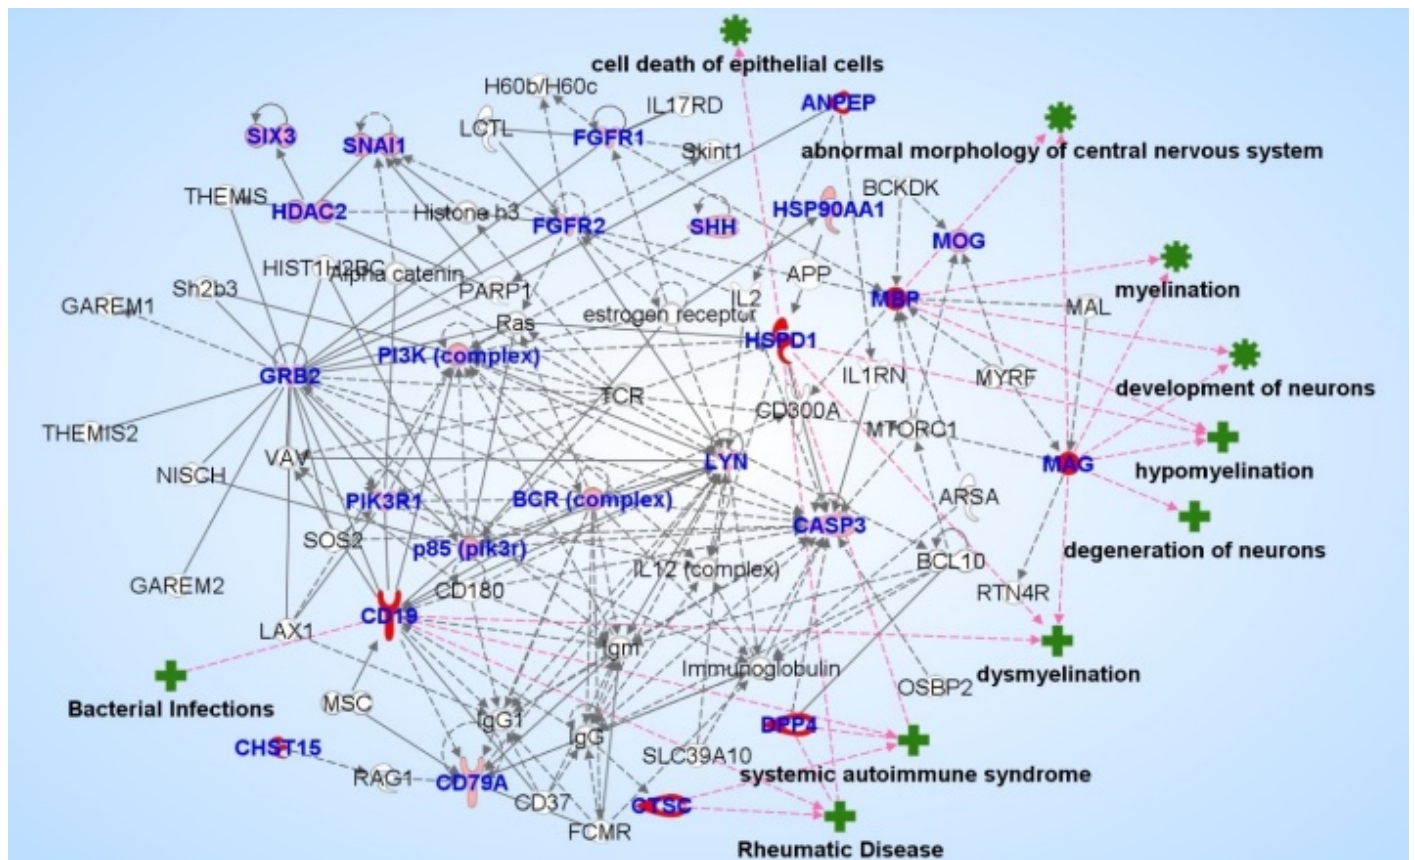 cell death of epithelial cells
H60b/H60c
IL17RD
ANPEP
LCTL
SIX3
SNAI1
FGFR1
Skint1
abnormal morphology of central nervous system
THEMIS
BCKDK
HDAC2
Histone h3
FGFR2
SHH
HSP90AA1
MOG
HIST1H2BC
Alpha catenin
APP
Sh2b3
PARP1
myelination
GAREM1
IL2
MBP
MAL
estrogen receptor
Ras
HSPD1
PI3K (complex)
GRB2
IL1RN
MYRF
development of neurons
TCR
CD300A
THEMIS2
MTORC1
VAV
LYN
MAG
hypomyelination
NISCH
PIK3R1
BCR (complex)
ARSA
CASP3
SOS2
p85 (pik3r)
degeneration of neurons
IL12 (complex)
BCL10
GAREM2
CD180
RTN4R
CD19
LAX1
Igm
Immunoglobulin
dysmyelination
OSBP2
Bacterial Infections
MSC
IgG1
DPP4
IgG
CHST15
SLC39A10
RAG1
CD79A
systemic autoimmune syndrome
CD37
CTSC
FCMR
Rheumatic Disease